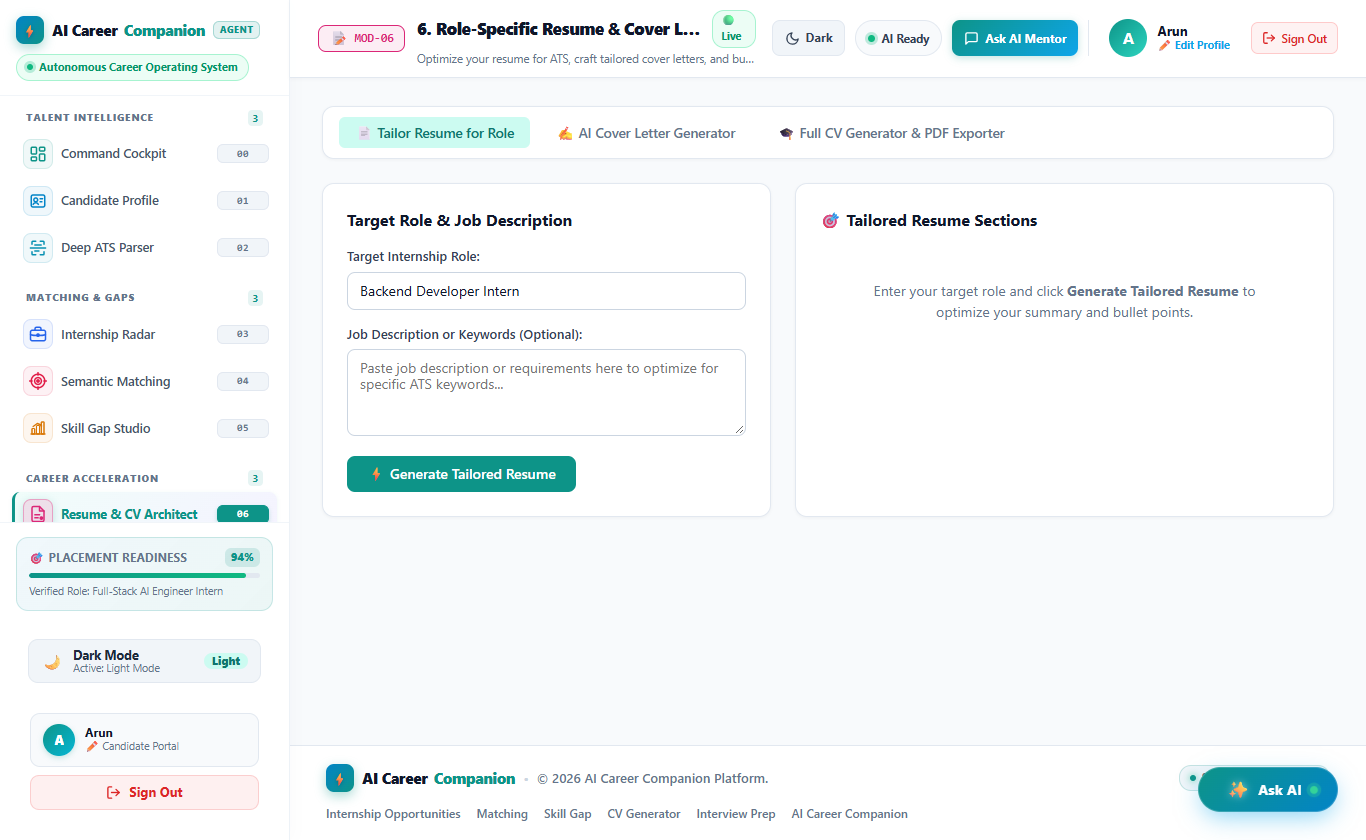 AI Career Companion AGENT
Autonomous Career Operating System
TALENT INTELLIGENCE 3
Command Cockpit 00
Candidate Profile 01
Deep ATS Parser 02
MATCHING & GAPS 3
Internship Radar 03
Semantic Matching 04
Skill Gap Studio 05
CAREER ACCELERATION 3
Resume & CV Architect 06
PLACEMENT READINESS 94%
Verified Role: Full-Stack AI Engineer Intern
Dark Mode
Active: Light Mode
Light
A
Arun
Candidate Portal
Sign Out
MOD-06
6. Role-Specific Resume & Cover L...
Optimize your resume for ATS, craft tailored cover letters, and bu...
Live
Dark
AI Ready
Ask AI Mentor
A
Arun
Edit Profile
Sign Out
Tailor Resume for Role
AI Cover Letter Generator
Full CV Generator & PDF Exporter
Target Role & Job Description
Target Internship Role:
Backend Developer Intern
Job Description or Keywords (Optional):
Paste job description or requirements here to optimize for
specific ATS keywords...
Generate Tailored Resume
Tailored Resume Sections
Enter your target role and click Generate Tailored Resume to
optimize your summary and bullet points.
AI Career Companion • © 2026 AI Career Companion Platform.
Internship Opportunities Matching Skill Gap CV Generator Interview Prep AI Career Companion
Ask AI